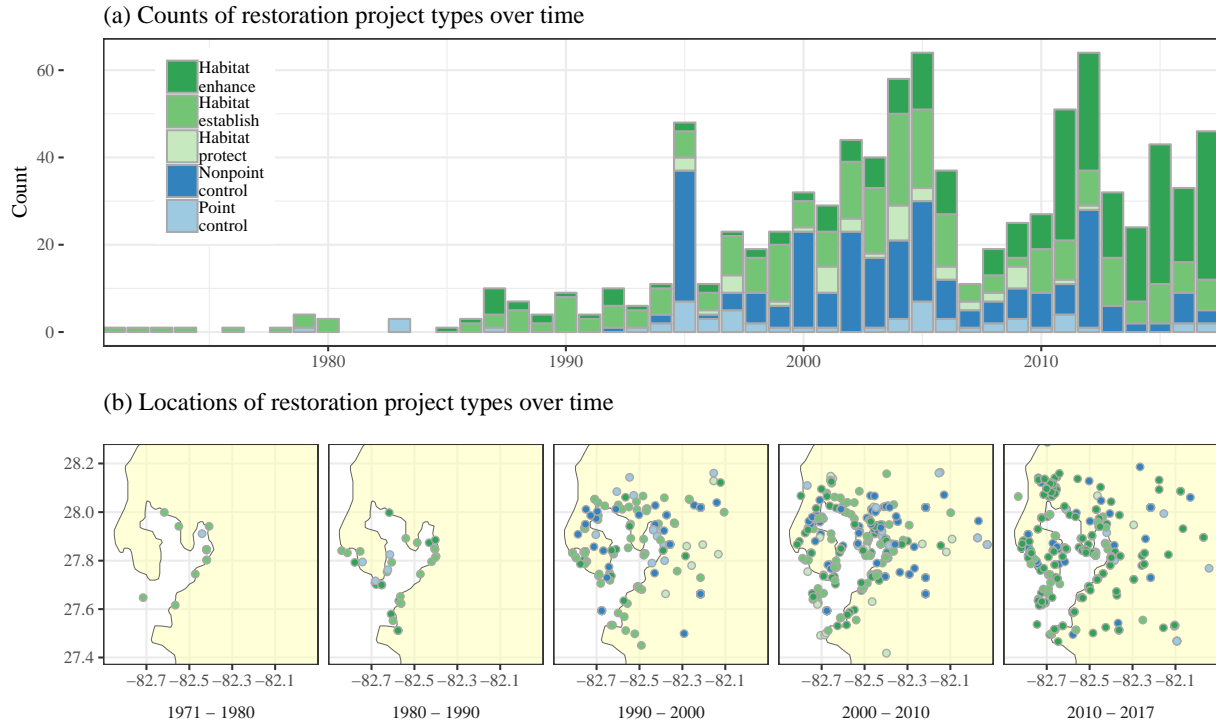 (a) Counts of restoration project types over time
60
40
20
0
Count
Habitat
enhance
Habitat
establish
Habitat
protect
Nonpoint
control
Point
control
1980
1990
2000
2010
(b) Locations of restoration project types over time
28.2
28.0
27.8
27.6
27.4
−82.7 −82.5 −82.3 −82.1
−82.7 −82.5 −82.3 −82.1
−82.7 −82.5 −82.3 −82.1
−82.7 −82.5 −82.3 −82.1
−82.7 −82.5 −82.3 −82.1
1971 – 1980
1980 – 1990
1990 – 2000
2000 – 2010
2010 – 2017